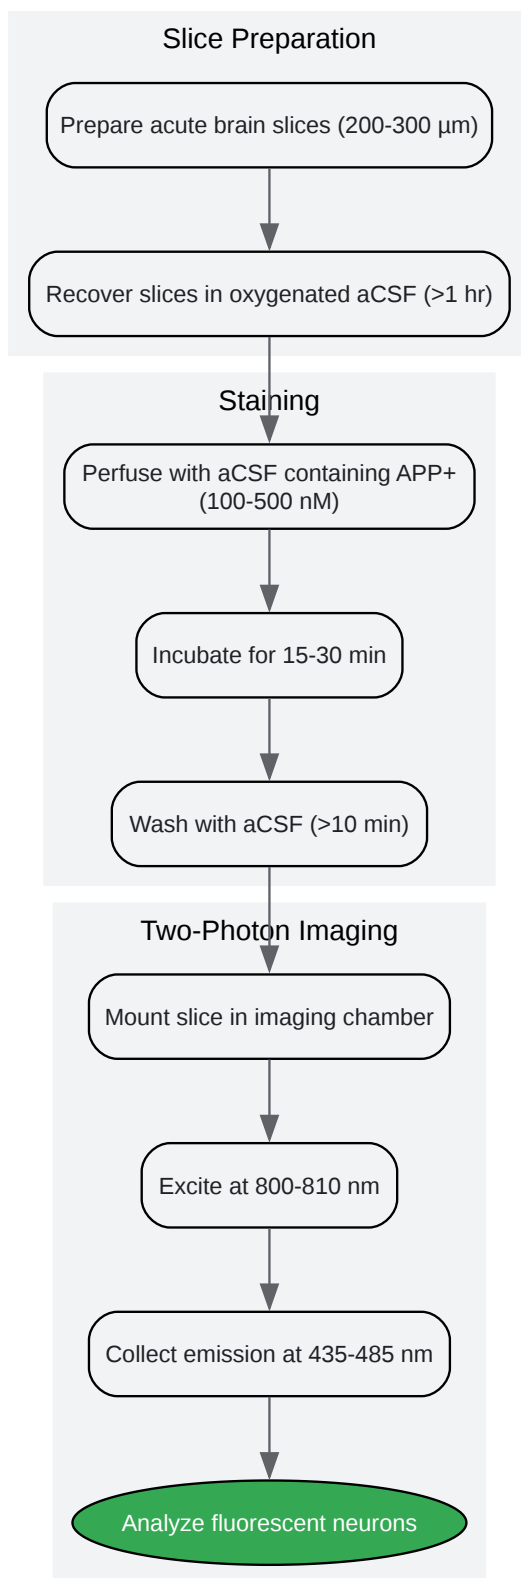 Slice Preparation
Prepare acute brain slices (200-300 µm)
Recover slices in oxygenated aCSF (>1 hr)
Staining
Perfuse with aCSF containing APP+
(100-500 nM)
Incubate for 15-30 min
Wash with aCSF (>10 min)
Two-Photon Imaging
Mount slice in imaging chamber
Excite at 800-810 nm
Collect emission at 435-485 nm
Analyze fluorescent neurons